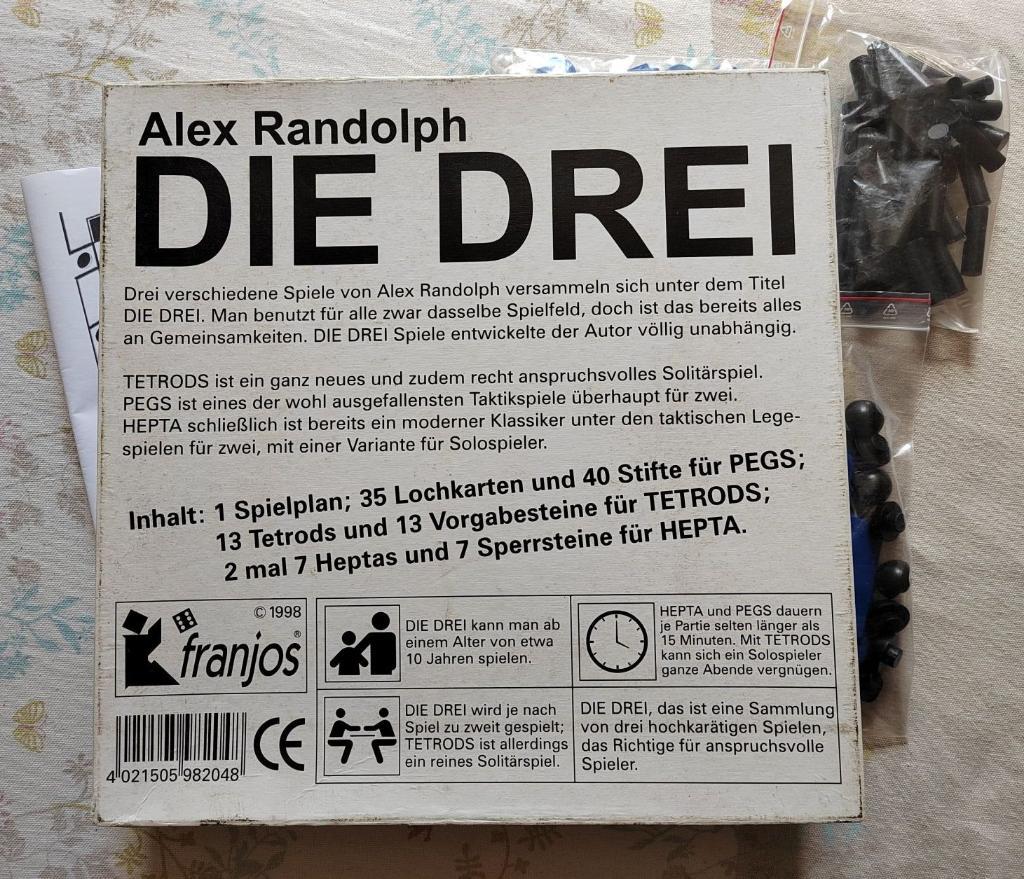 Alex Randolph
DIE DREI
Drei verschiedene Spiele von Alex Randolph versammeln sich unter dem Titel
DIE DREI. Man benutzt für alle zwar dasselbe Spielfeld, doch ist das bereits alles
an Gemeinsamkeiten. DIE DREI Spiele entwickelte der Autor völlig unabhängig.
TETRODS ist ein ganz neues und zudem recht anspruchsvolles Solitärspiel.
PEGS ist eines der wohl ausgefallensten Taktikspiele überhaupt für zwei.
HEPTA schließlich ist bereits ein moderner Klassiker unter den taktischen Lege-
spielen für zwei, mit einer Variante für Solospieler.
Inhalt: 1 Spielplan; 35 Lochkarten und 40 Stifte für PEGS;
13 Tetrods und 13 Vorgabesteine für TETRODS;
2 mal 7 Heptas und 7 Sperrsteine für HEPTA.
© 1998
franjos®
DIE DREI kann man ab
einem Alter von etwa
10 Jahren spielen.
HEPTA und PEGS dauern
je Partie selten länger als
15 Minuten. Mit TETRODS
kann sich ein Solospieler
ganze Abende vergnügen.
DIE DREI wird je nach
Spiel zu zweit gespielt;
TETRODS ist allerdings
ein reines Solitärspiel.
DIE DREI, das ist eine Sammlung
von drei hochkarätigen Spielen,
das Richtige für anspruchsvolle
Spieler.
4 021505 982048
CE